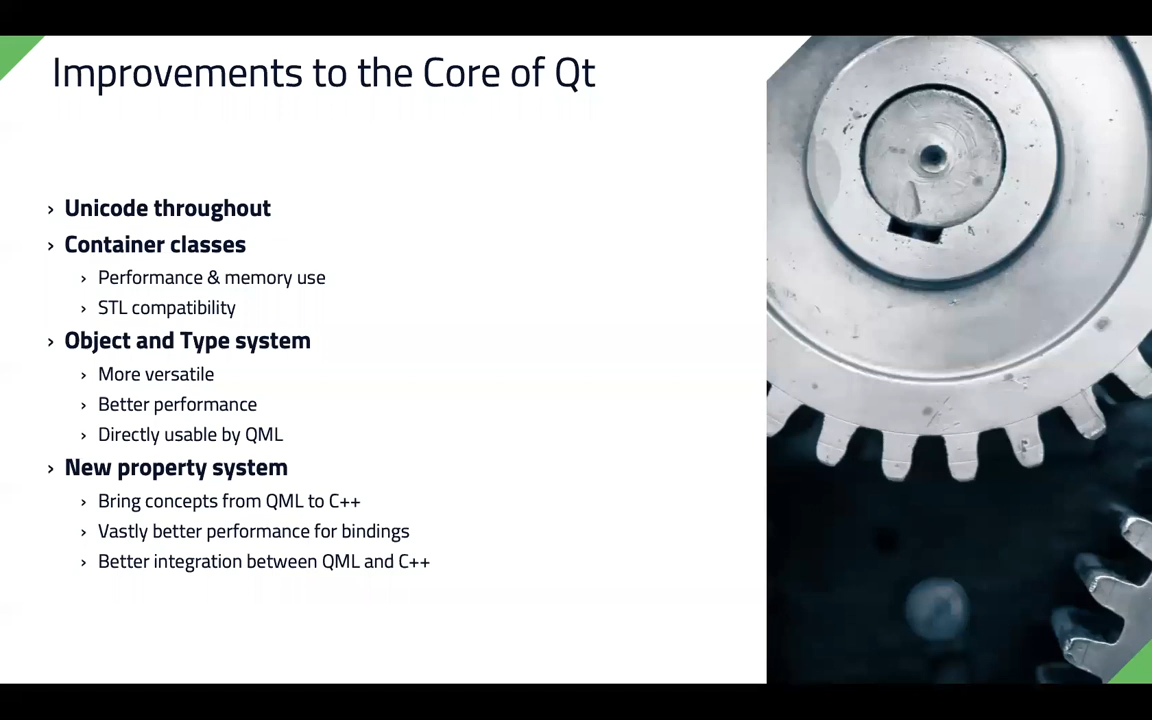 Improvements to the Core of Qt
› Unicode throughout
› Container classes
› Performance & memory use
› STL compatibility
› Object and Type system
› More versatile
› Better performance
› Directly usable by QML
› New property system
› Bring concepts from QML to C++
› Vastly better performance for bindings
› Better integration between QML and C++